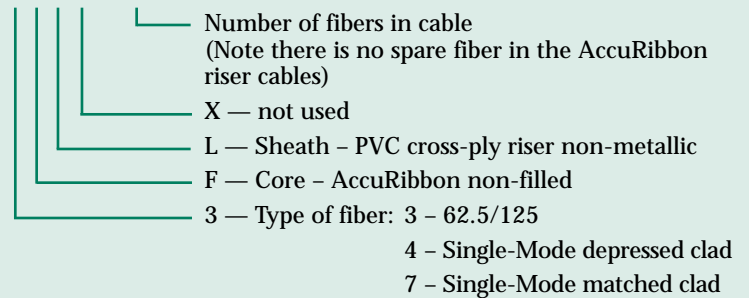 Number of fibers in cable
(Note there is no spare fiber in the AccuRibbon
riser cables)
X — not used
L — Sheath – PVC cross-ply riser non-metallic
F — Core – AccuRibbon non-filled
3 — Type of fiber: 3 – 62.5/125
4 – Single-Mode depressed clad
7 – Single-Mode matched clad